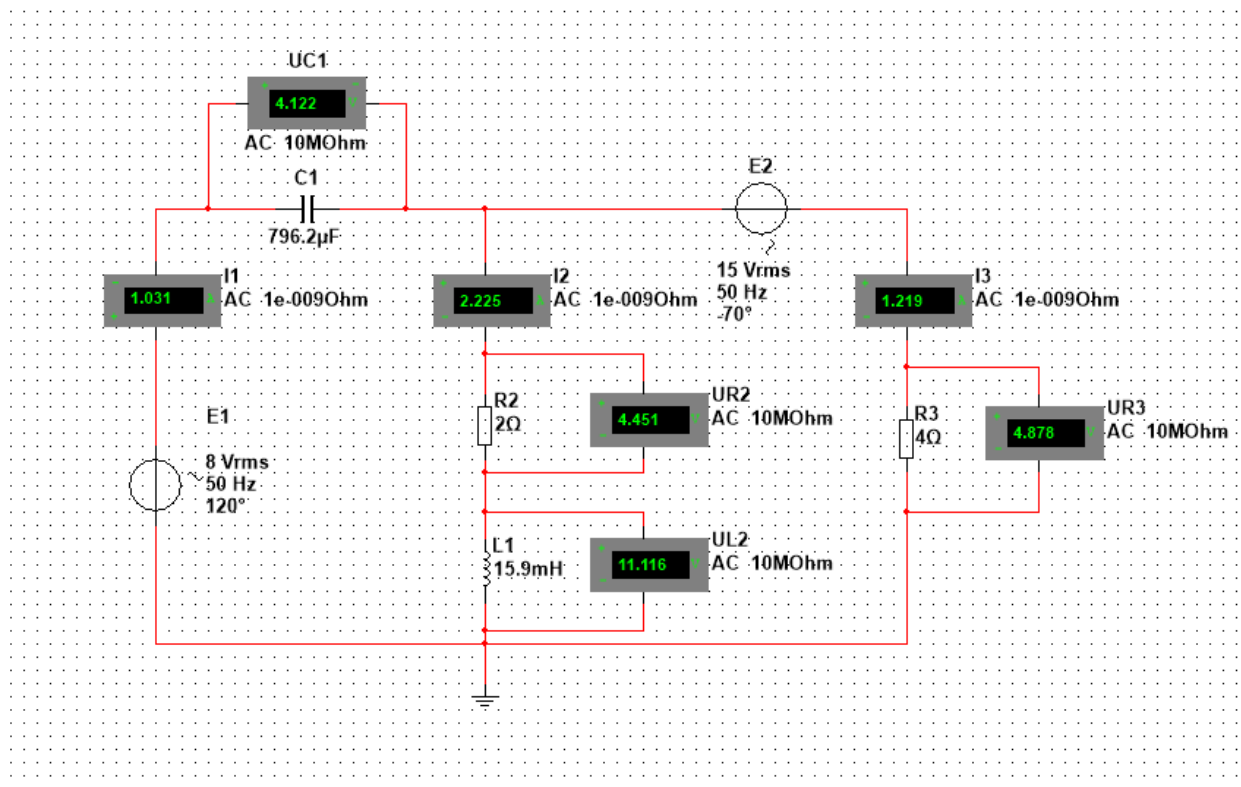 UC1
4.122
AC 10MOhm
C1
796.2µF
E2
15 Vrms
50 Hz
-70°
I1
1.031
AC 1e-009Ohm
I2
2.225
AC 1e-009Ohm
I3
1.219
AC 1e-009Ohm
E1
8 Vrms
50 Hz
120°
R2
2Ω
UR2
4.451
AC 10MOhm
R3
4Ω
UR3
4.878
AC 10MOhm
L1
15.9mH
UL2
11.116
AC 10MOhm